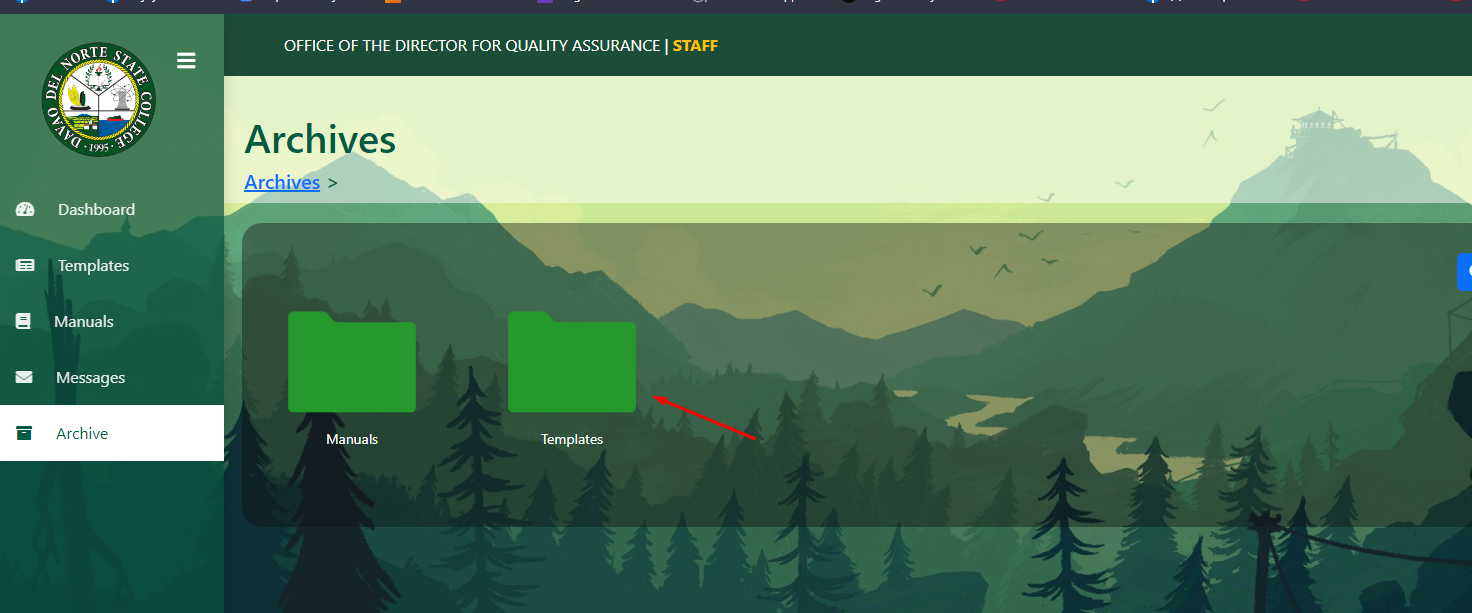 DAVAO DEL NORTE STATE COLLEGE
· 1995 ·
OFFICE OF THE DIRECTOR FOR QUALITY ASSURANCE | STAFF
Archives
Archives >
Dashboard
Templates
Manuals
Messages
Archive
Manuals
Templates